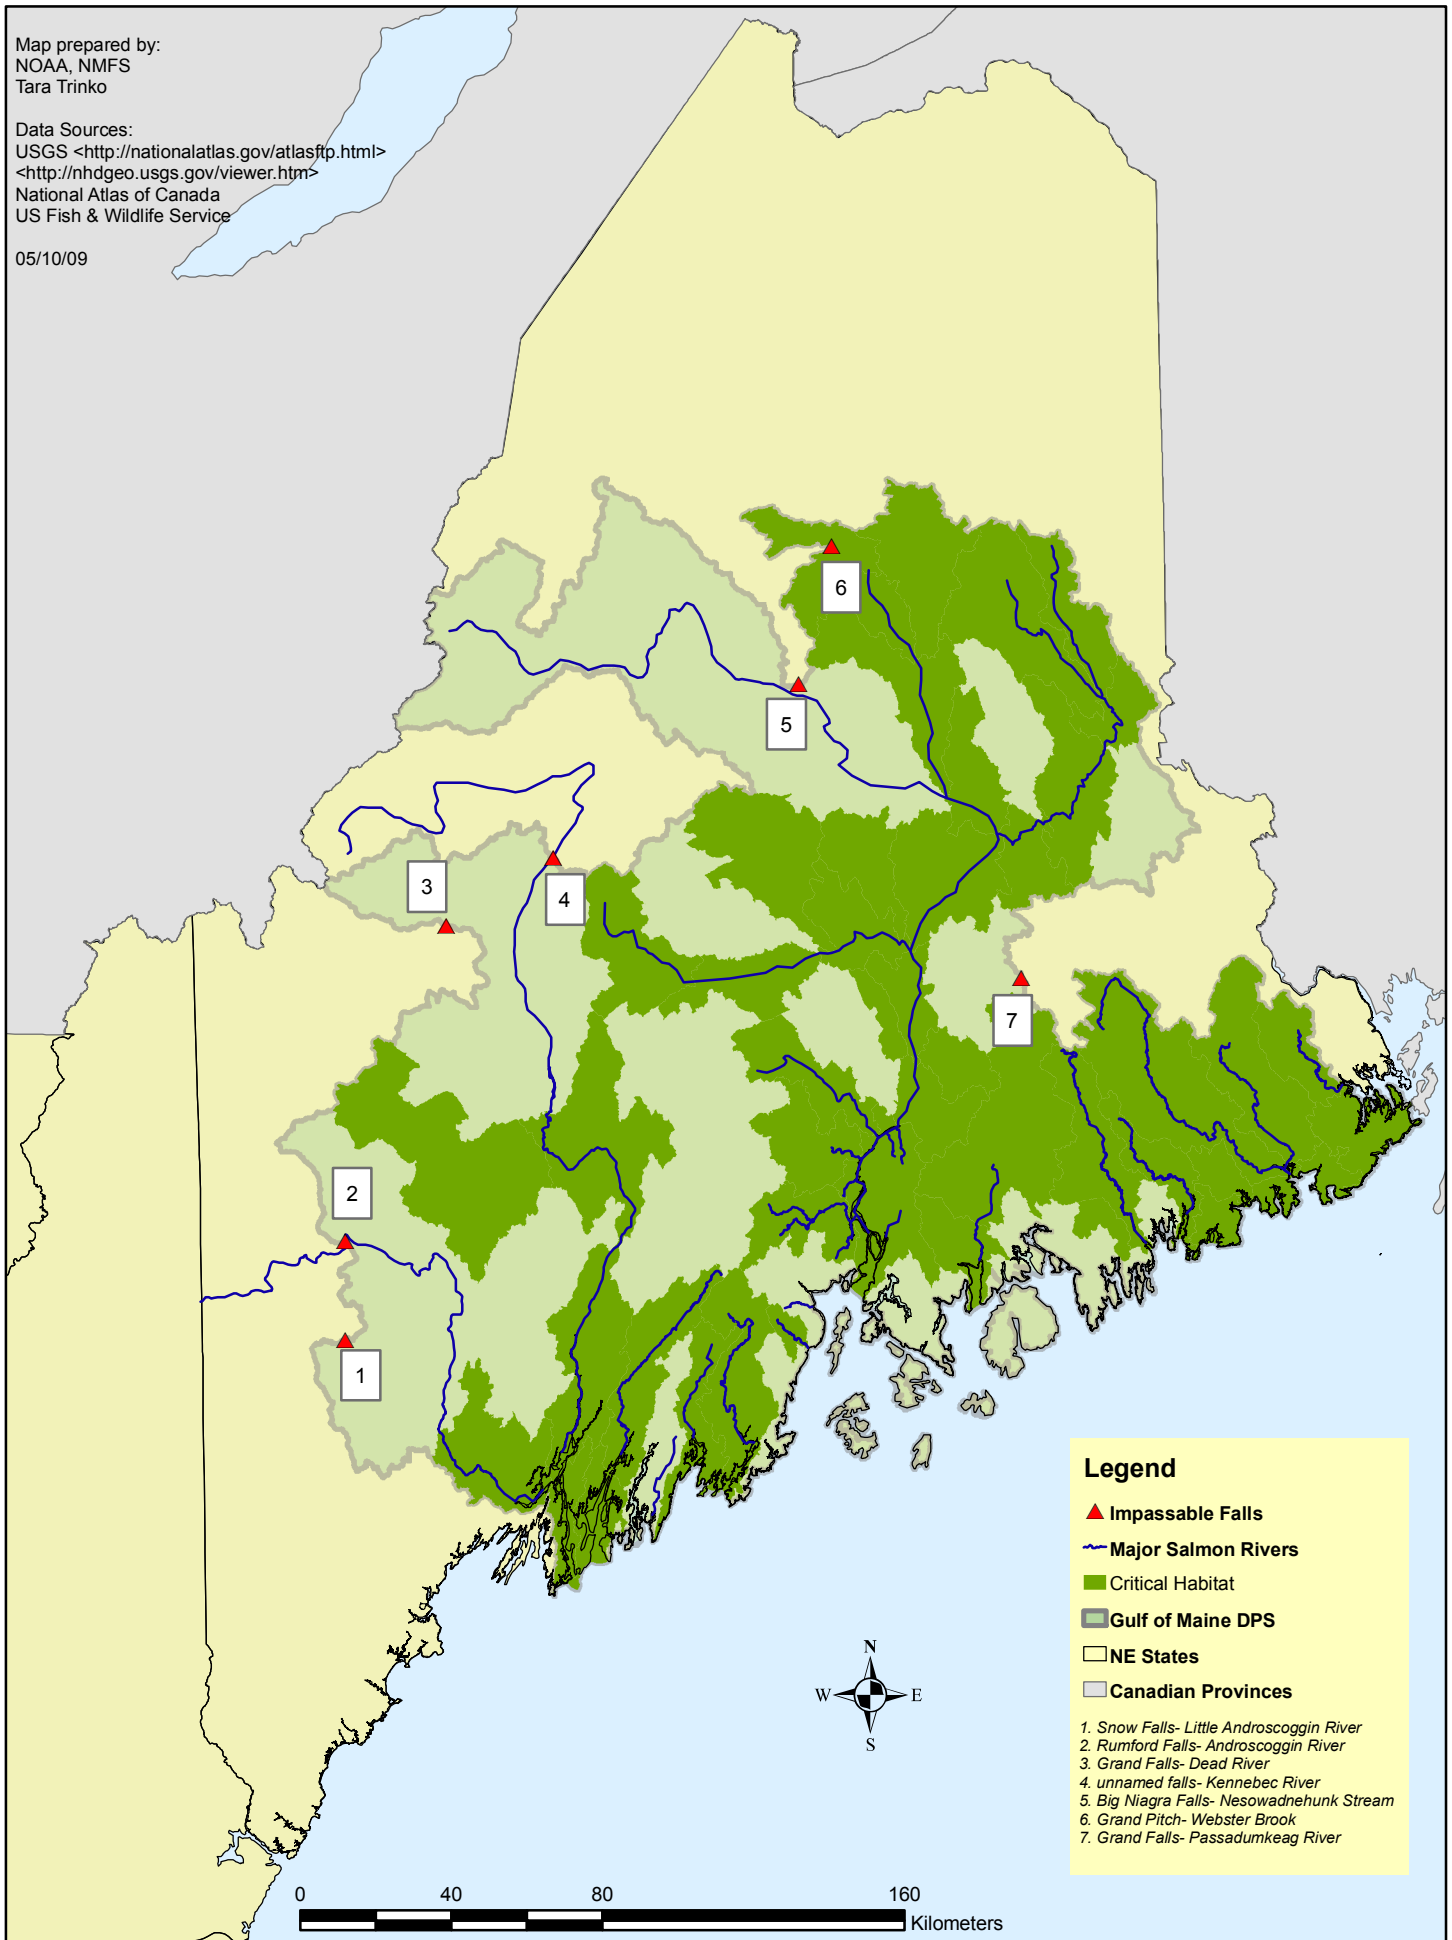 Map prepared by:
NOAA, NMFS
Tara Trinko
Data Sources:
USGS <http://nationalatlas.gov/atlasftp.html>
<http://nhdgeo.usgs.gov/viewer.htm>
National Atlas of Canada
US Fish & Wildlife Service
05/10/09
6
5
3
4
7
2
1
Legend
Impassable Falls
Major Salmon Rivers
Critical Habitat
Gulf of Maine DPS
NE States
Canadian Provinces
1. Snow Falls- Little Androscoggin River
2. Rumford Falls- Androscoggin River
3. Grand Falls- Dead River
4. unnamed falls- Kennebec River
5. Big Niagra Falls- Nesowadnehunk Stream
6. Grand Pitch- Webster Brook
7. Grand Falls- Passadumkeag River
N
W E
S
0 40 80 160
Kilometers